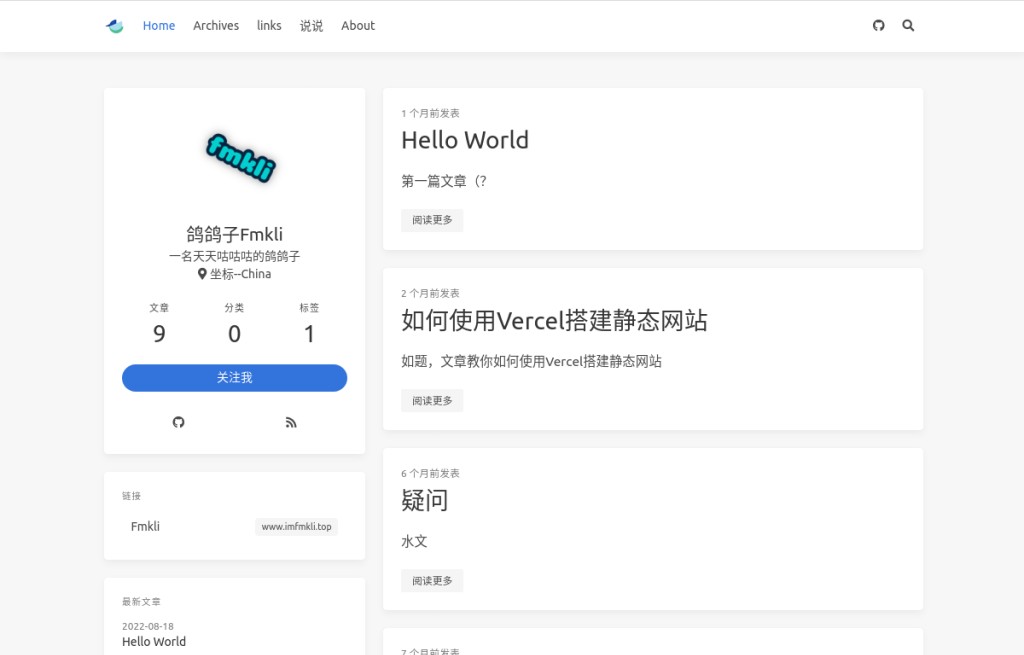 Home Archives links 说说 About
fmkli
鸽鸽子Fmkli
一名天天咕咕咕的鸽鸽子
坐标--China
文章 分类 标签
9 0 1
关注我
链接
Fmkli www.imfmkli.top
最新文章
2022-08-18
Hello World
1 个月前发表
Hello World
第一篇文章（？
阅读更多
2 个月前发表
如何使用Vercel搭建静态网站
如题，文章教你如何使用Vercel搭建静态网站
阅读更多
6 个月前发表
疑问
水文
阅读更多
7 个月前发表